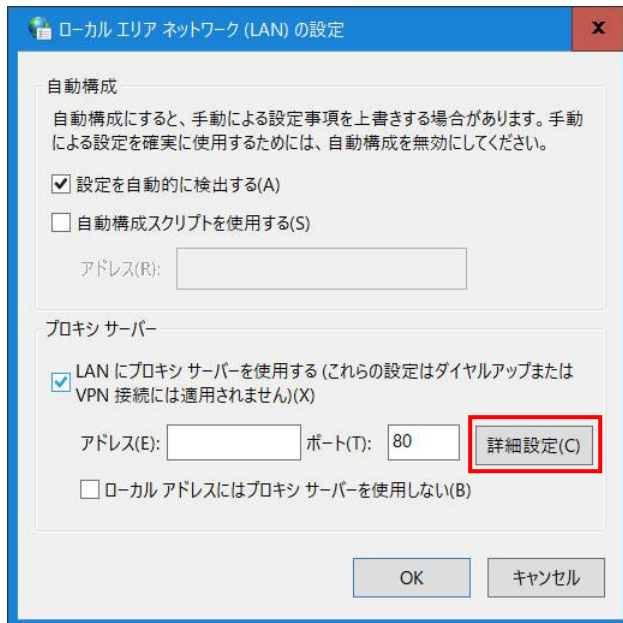 ローカル エリア ネットワーク (LAN) の設定
自動構成
自動構成にすると、手動による設定事項を上書きする場合があります。手動
による設定を確実に使用するためには、自動構成を無効にしてください。
設定を自動的に検出する(A)
自動構成スクリプトを使用する(S)
アドレス(R):
プロキシ サーバー
LAN にプロキシ サーバーを使用する (これらの設定はダイヤルアップまたは
VPN 接続には適用されません)(X)
アドレス(E): ポート(T): 80 詳細設定(C)
ローカル アドレスにはプロキシ サーバーを使用しない(B)
OK キャンセル